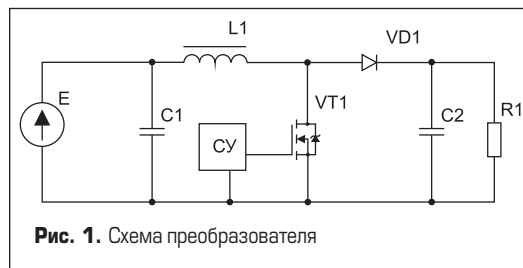 L1
VD1
E
C1
VT1
СУ
C2
R1
Рис. 1. Схема преобразователя